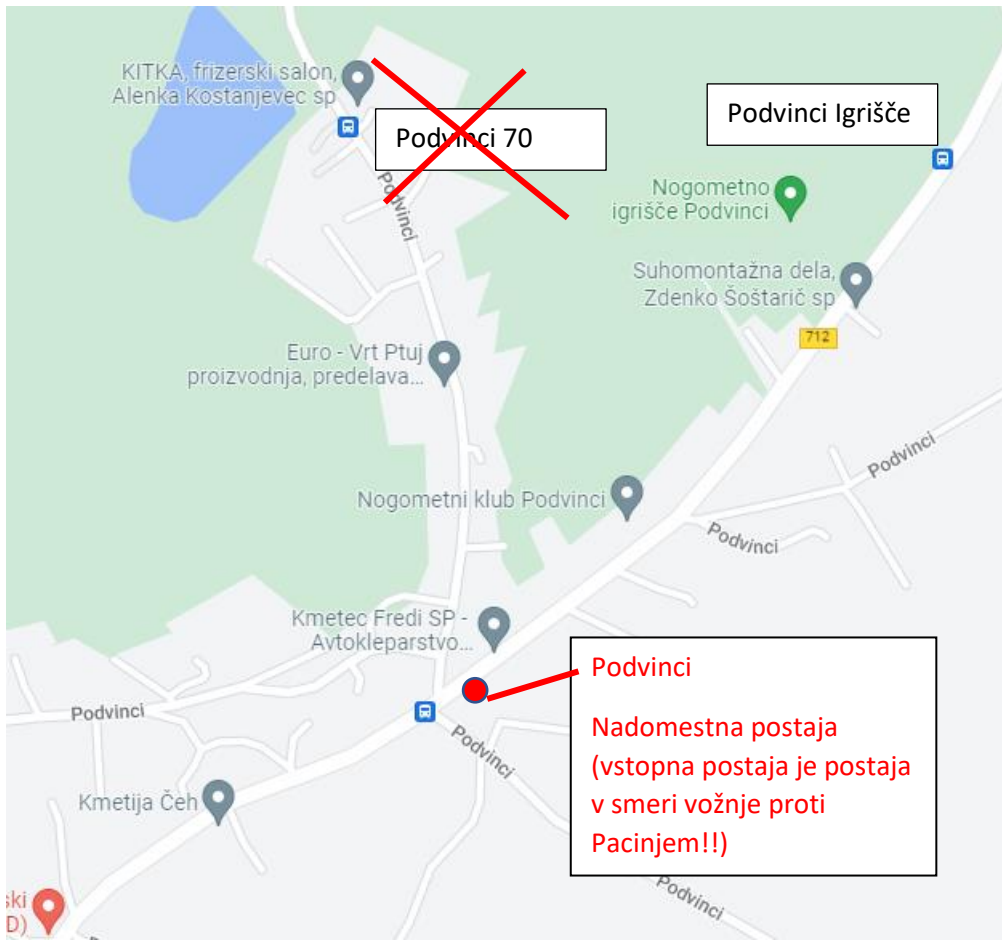 KITKA, frizerski salon,
Alenka Kostanjevec sp
Podvinci 70
Podvinci Igrišče
Podvinci
Nogometno
igrišče Podvinci
Suhomontažna dela,
Zdenko Šoštarič sp
712
Euro - Vrt Ptuj
proizvodnja, predelava...
Podvinci
Nogometni klub Podvinci
Podvinci
Kmetec Fredi SP -
Avtokleparstvo...
Podvinci
Nadomestna postaja
(vstopna postaja je postaja
v smeri vožnje proti
Pacinjem!!)
Podvinci
Podvinci
Kmetija Čeh
Podvinci
ski
D)